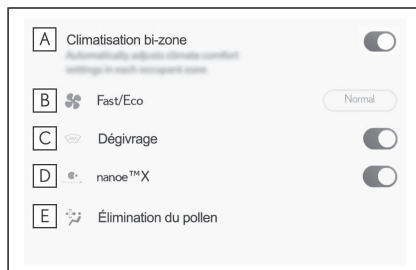 A Climatisation bi-zone
B Fast/Eco Normal
C Dégivrage
D nanoe™X
E Élimination du pollen